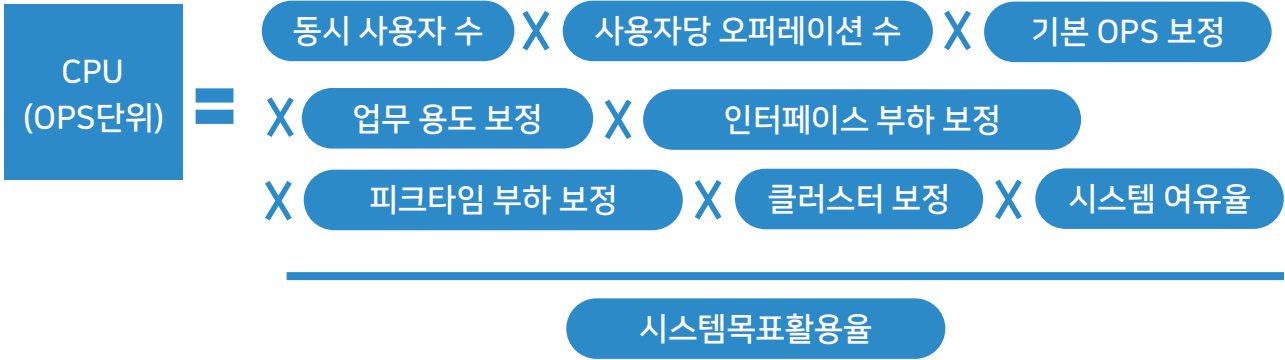 CPU
(OPS단위)
=
동시 사용자 수 X 사용자당 오퍼레이션 수 X 기본 OPS 보정
X 업무 용도 보정 X 인터페이스 부하 보정
X 피크타임 부하 보정 X 클러스터 보정 X 시스템 여유율
시스템목표활용율